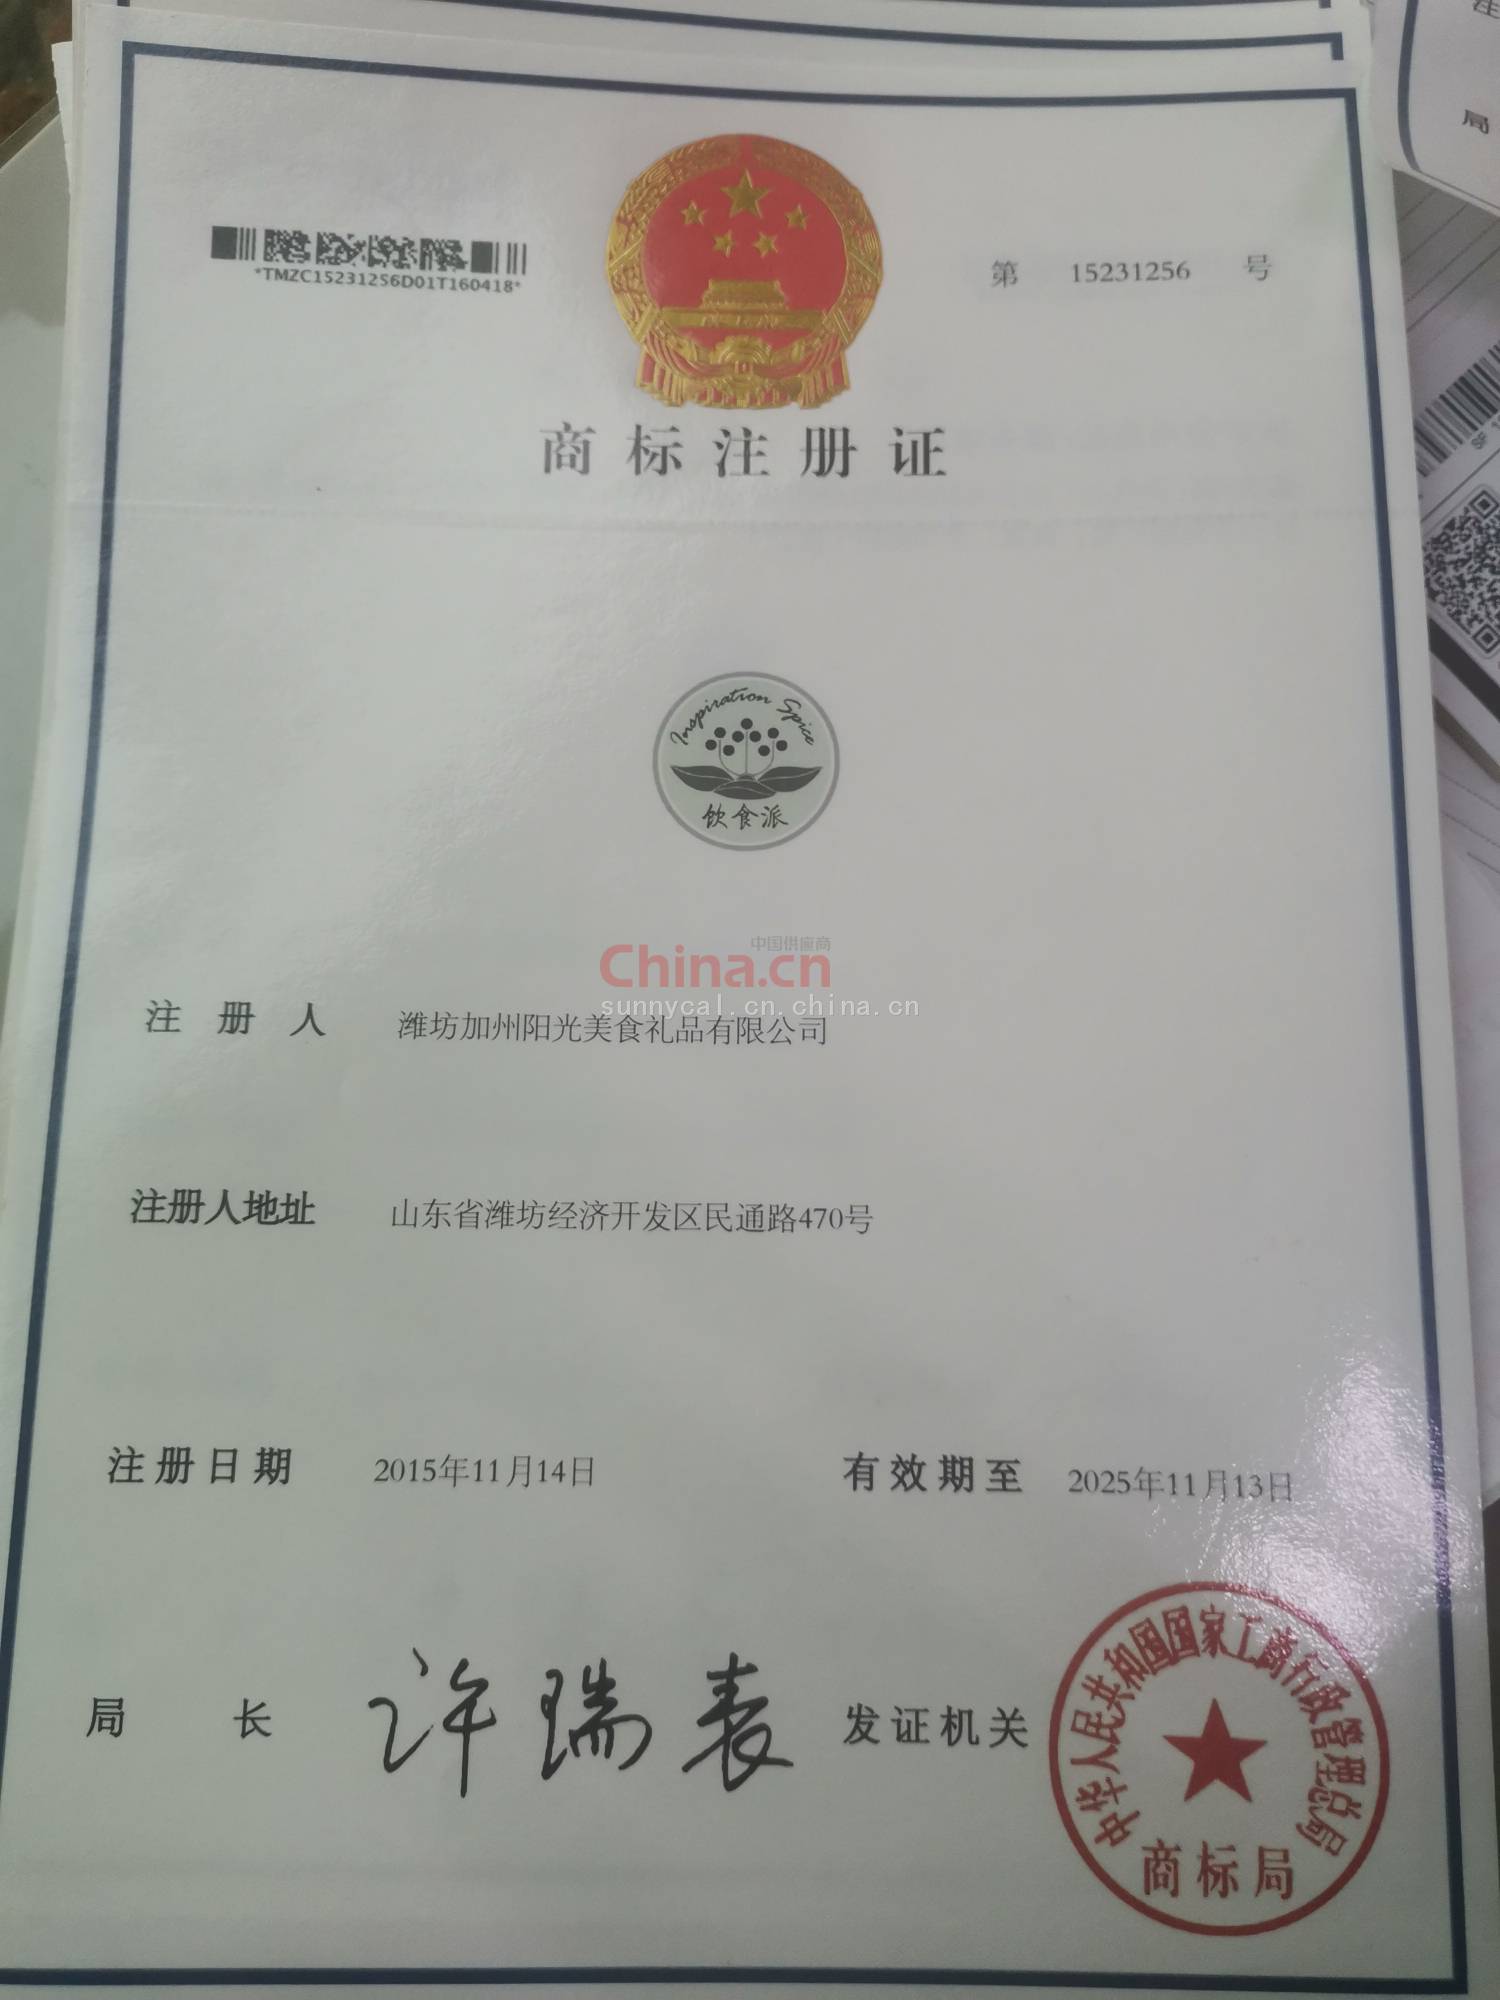 注
局
*TMZC15231256D01T160418*
第 15231256 号
商标注册证
SF
Inspiration Spice
饮食派
中国供应商
China.cn
sunnycal.cn.china.cn
注册人 潍坊加州阳光美食礼品有限公司
注册人地址 山东省潍坊经济开发区民通路470号
注册日期 2015年11月14日 有效期至 2025年11月13日
局长 许瑞表 发证机关
中华人民共和国国家工商行政管理总局
商标局